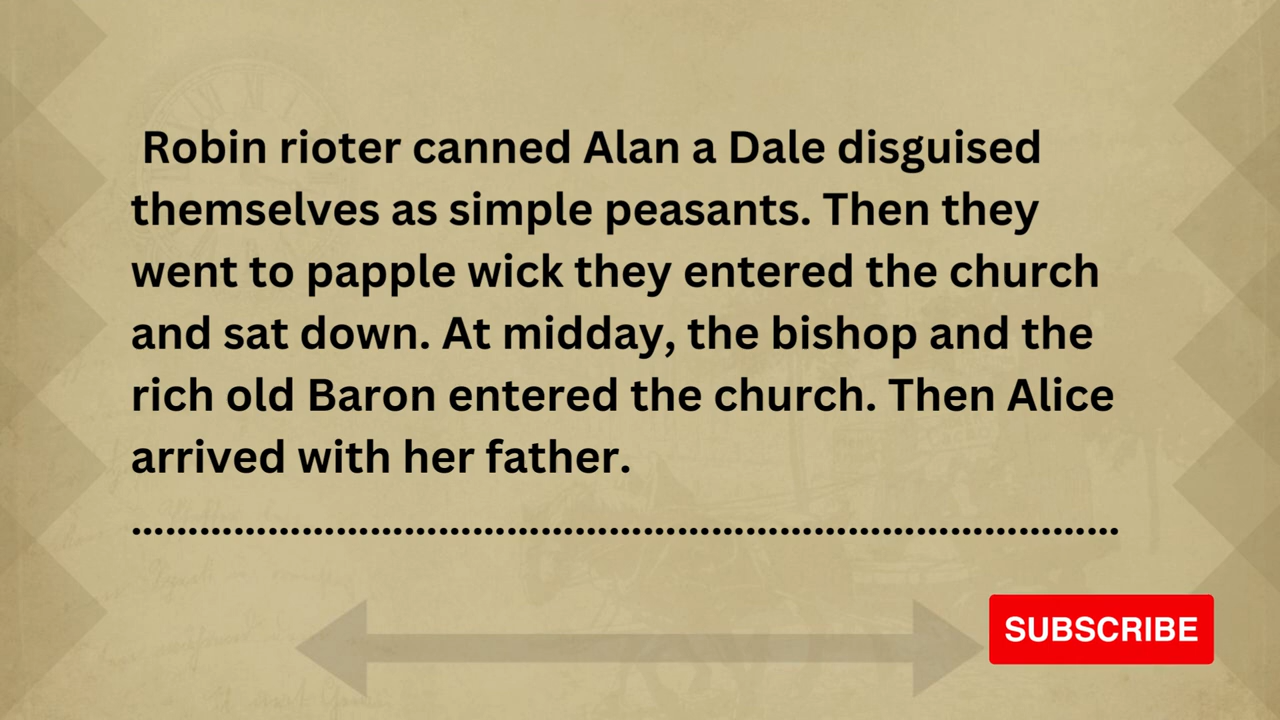 Robin rioter canned Alan a Dale disguised
themselves as simple peasants. Then they
went to papple wick they entered the church
and sat down. At midday, the bishop and the
rich old Baron entered the church. Then Alice
arrived with her father.
……………………………………………………………………………………………
SUBSCRIBE